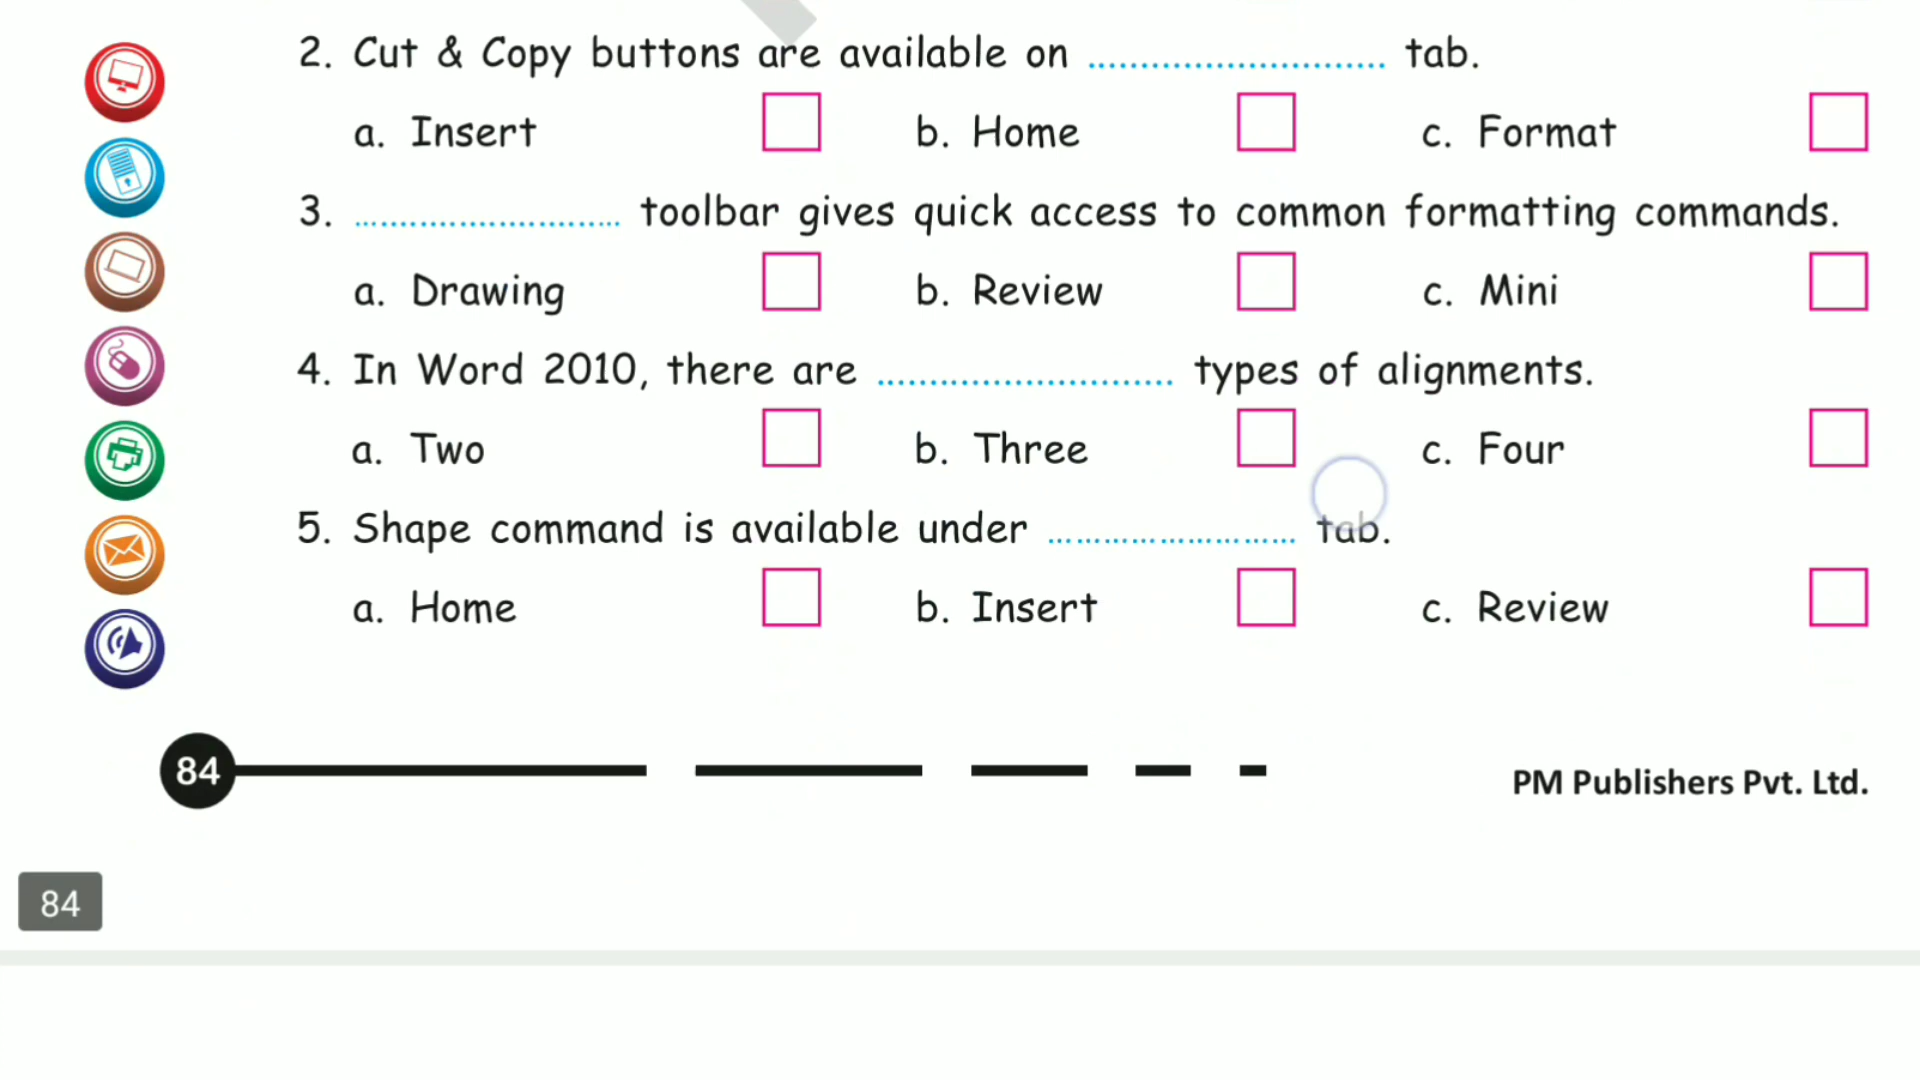 2. Cut & Copy buttons are available on ............................ tab.
a. Insert b. Home c. Format
3. ......................... toolbar gives quick access to common formatting commands.
a. Drawing b. Review c. Mini
4. In Word 2010, there are ............................ types of alignments.
a. Two b. Three c. Four
5. Shape command is available under ........................ tab.
a. Home b. Insert c. Review
84
PM Publishers Pvt. Ltd.
84